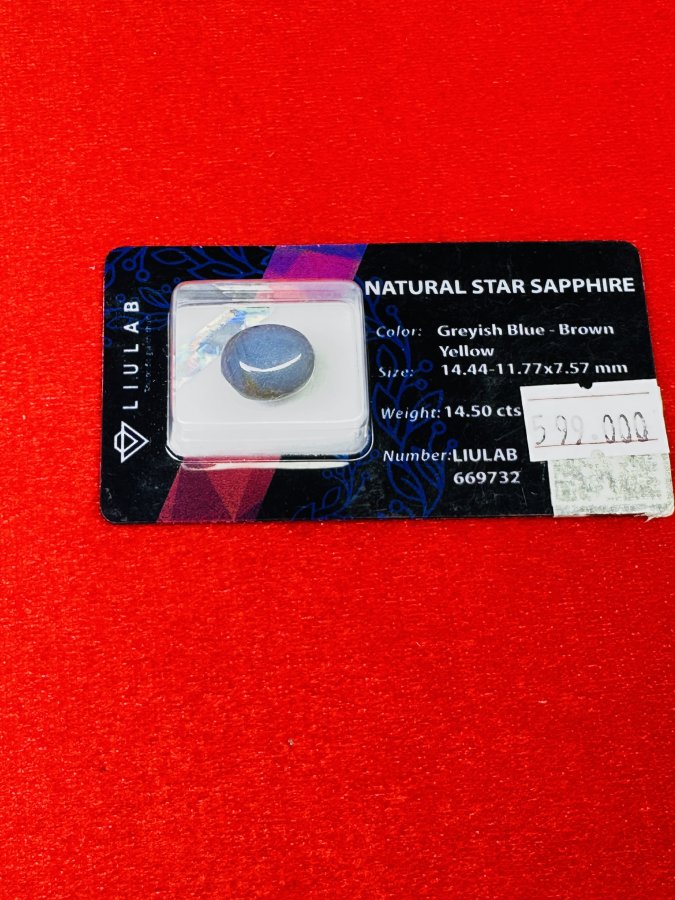 LIULAB
NATURAL STAR SAPPHIRE
Color: Greyish Blue - Brown
Yellow
Size: 14.44-11.77x7.57 mm
Weight: 14.50 cts
599.000
Number: LIULAB
669732